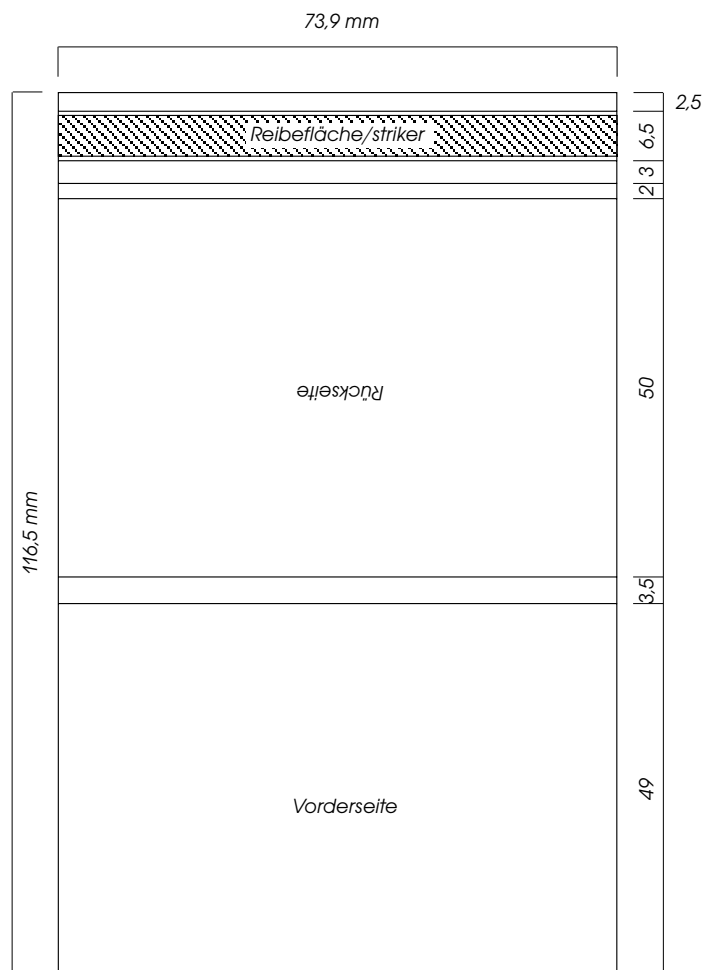 73,9 mm
2,5
Reibefläche/striker
6,5
3
2
Rückseite
50
116,5 mm
3,5
Vorderseite
49